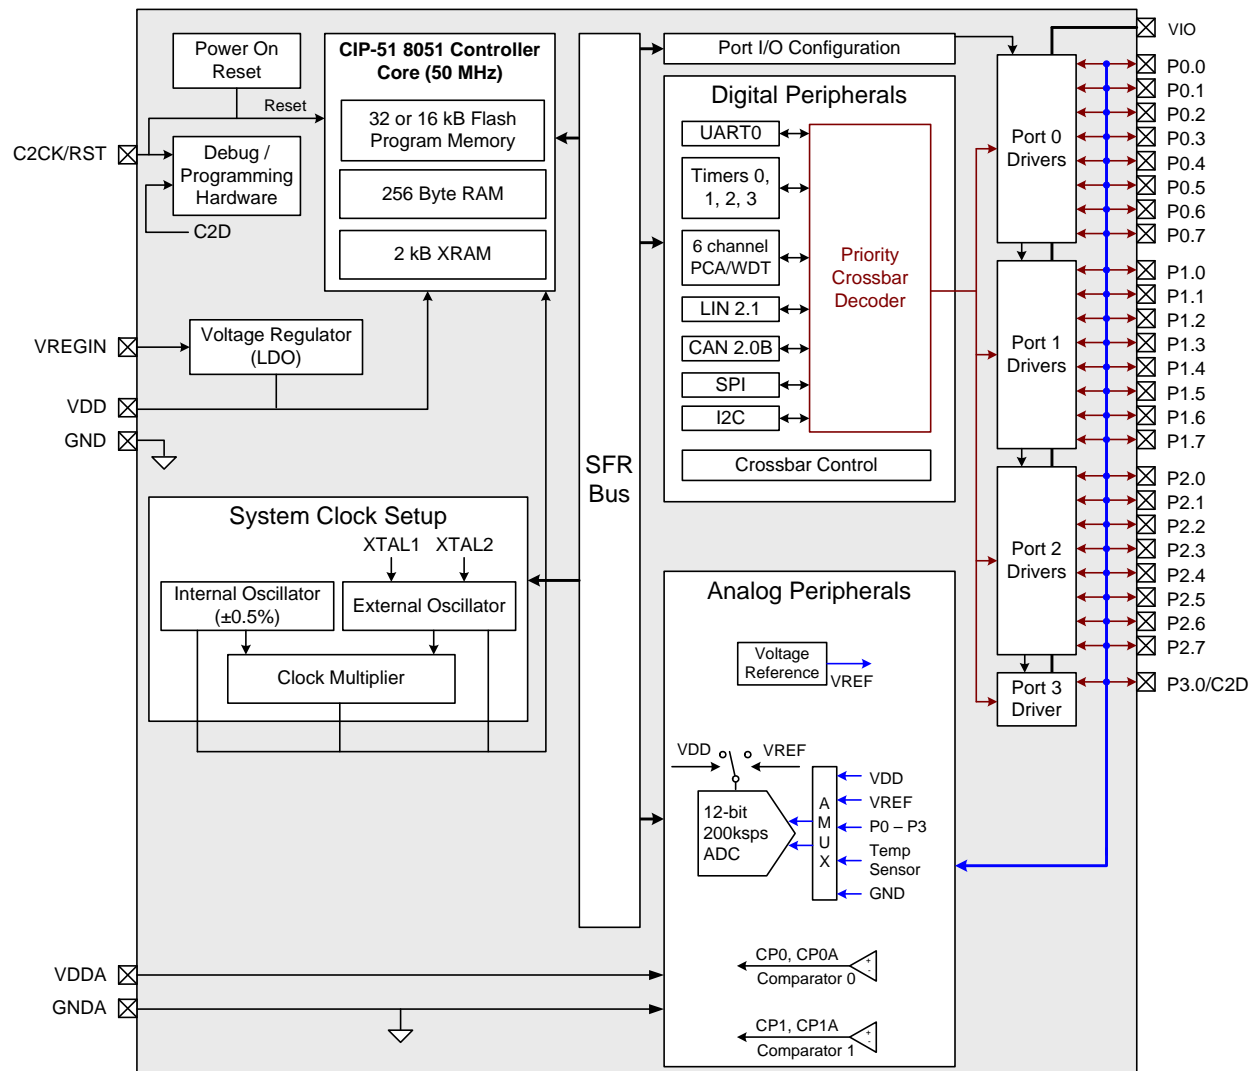 Power On
Reset
Reset
C2CK/RST
Debug /
Programming
Hardware
C2D
CIP-51 8051 Controller
Core (50 MHz)
32 or 16 kB Flash
Program Memory
256 Byte RAM
2 kB XRAM
VREGIN
Voltage Regulator
(LDO)
VDD
GND
System Clock Setup
XTAL1
XTAL2
Internal Oscillator
(±0.5%)
External Oscillator
Clock Multiplier
VDDA
GNDA
SFR
Bus
Port I/O Configuration
Digital Peripherals
UART0
Timers 0,
1, 2, 3
6 channel
PCA/WDT
LIN 2.1
CAN 2.0B
SPI
I2C
Priority
Crossbar
Decoder
Crossbar Control
Analog Peripherals
Voltage
Reference
VREF
VDD
VREF
12-bit
200ksps
ADC
A
M
U
X
VDD
VREF
P0 – P3
Temp
Sensor
GND
CP0, CP0A
+
-
Comparator 0
CP1, CP1A
+
-
Comparator 1
Port 0
Drivers
Port 1
Drivers
Port 2
Drivers
Port 3
Driver
VIO
P0.0
P0.1
P0.2
P0.3
P0.4
P0.5
P0.6
P0.7
P1.0
P1.1
P1.2
P1.3
P1.4
P1.5
P1.6
P1.7
P2.0
P2.1
P2.2
P2.3
P2.4
P2.5
P2.6
P2.7
P3.0/C2D